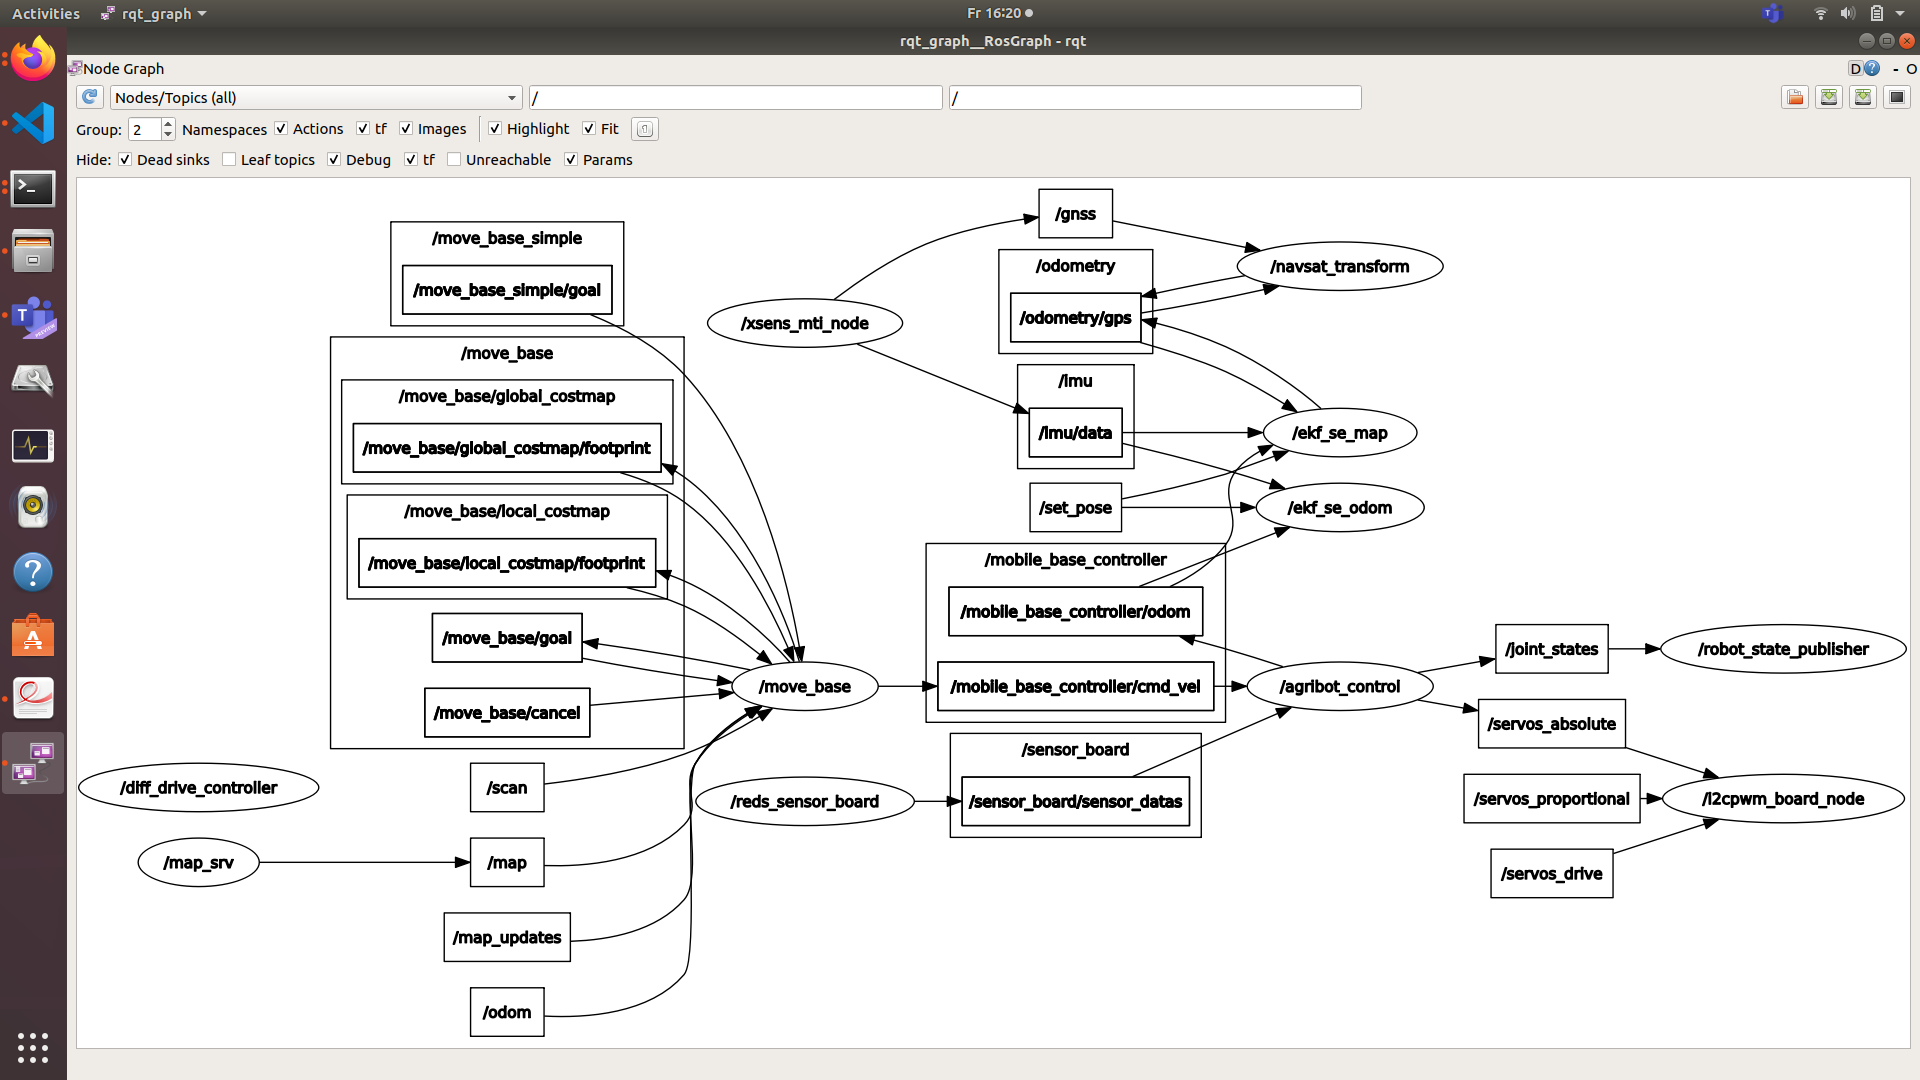 Activities
rqt_graph
Fr 16:20
rqt_graph__RosGraph - rqt
Node Graph
D
? - O
Nodes/Topics (all)
/
/
Group: 2 Namespaces Actions tf Images Highlight Fit
Hide: Dead sinks Leaf topics Debug tf Unreachable Params
/move_base_simple
/move_base_simple/goal
/move_base
/move_base/global_costmap
/move_base/global_costmap/footprint
/move_base/local_costmap
/move_base/local_costmap/footprint
/move_base/goal
/move_base/cancel
/diff_drive_controller
/map_srv
/scan
/map
/map_updates
/odom
/xsens_mti_node
/move_base
/reds_sensor_board
/gnss
/odometry
/odometry/gps
/imu
/imu/data
/set_pose
/mobile_base_controller
/mobile_base_controller/odom
/mobile_base_controller/cmd_vel
/sensor_board
/sensor_board/sensor_datas
/navsat_transform
/ekf_se_map
/ekf_se_odom
/agribot_control
/joint_states
/servos_absolute
/servos_proportional
/servos_drive
/robot_state_publisher
/i2cpwm_board_node